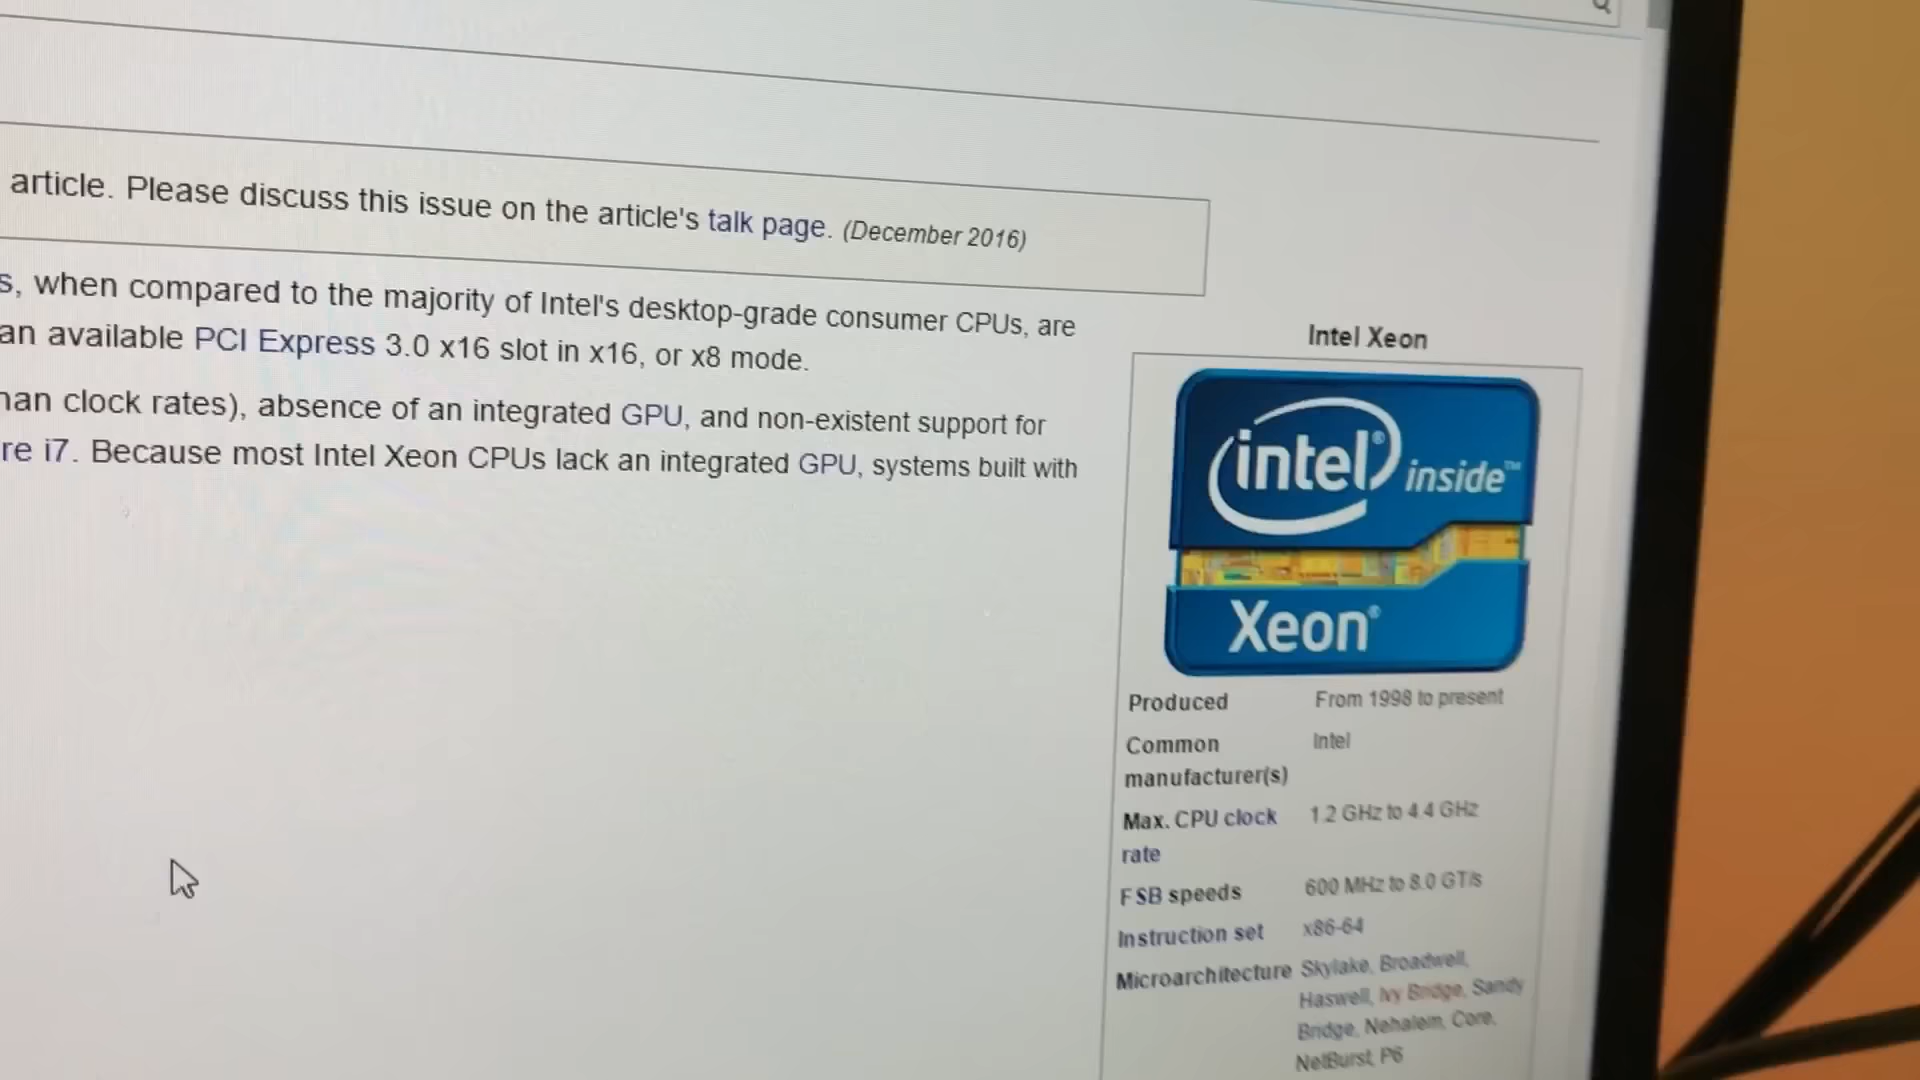 article. Please discuss this issue on the article's talk page. (December 2016)
s, when compared to the majority of Intel's desktop-grade consumer CPUs, are
an available PCI Express 3.0 x16 slot in x16, or x8 mode.
han clock rates), absence of an integrated GPU, and non-existent support for
re i7. Because most Intel Xeon CPUs lack an integrated GPU, systems built with
Intel Xeon
intel® inside™
Xeon®
Produced From 1998 to present
Common Intel
manufacturer(s)
Max. CPU clock 1.2 GHz to 4.4 GHz
rate
FSB speeds 600 MHz to 8.0 GT/s
Instruction set x86-64
Microarchitecture Skylake, Broadwell,
Haswell, Ivy Bridge, Sandy
Bridge, Nehalem, Core,
NetBurst, P6